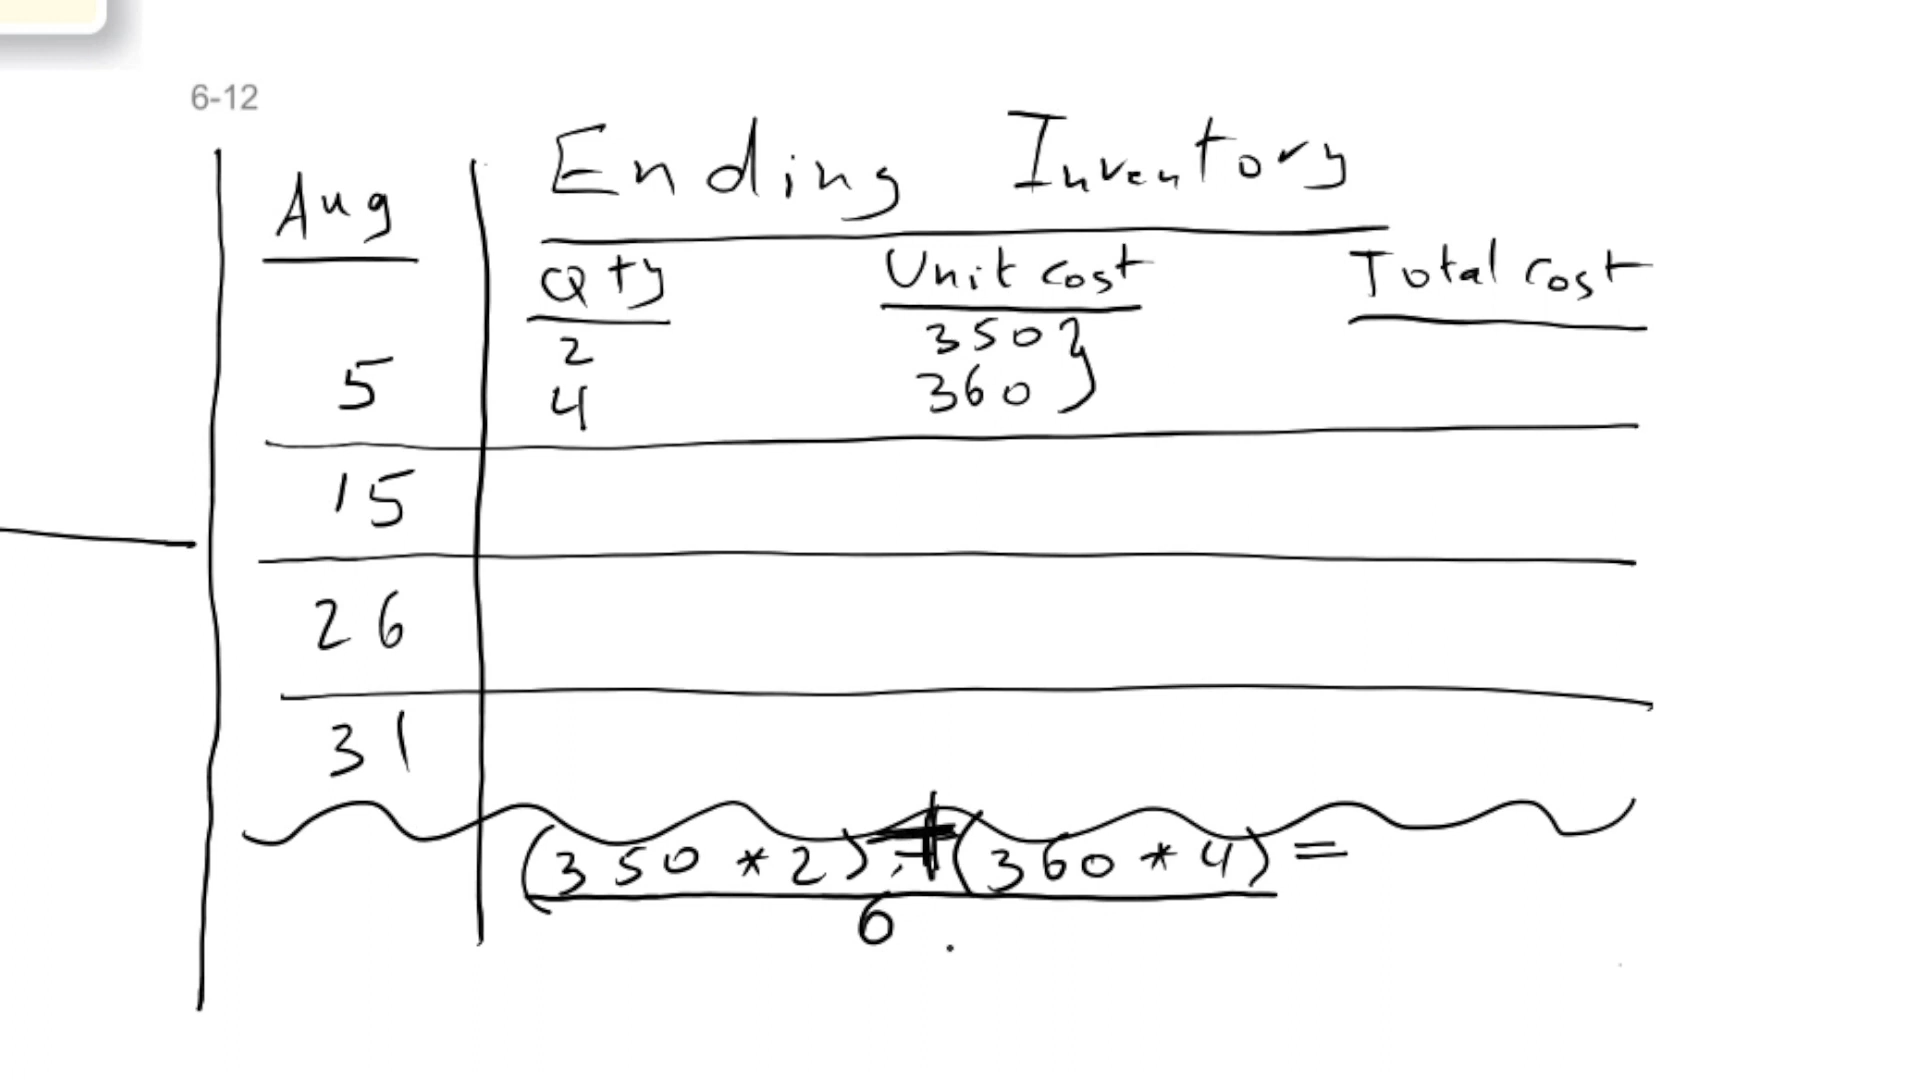 6-12
Aug Ending Inventory
Qty Unit cost Total cost
2 350}
5 4 360
15
26
31
(350 * 2) + (360 * 4) =
6